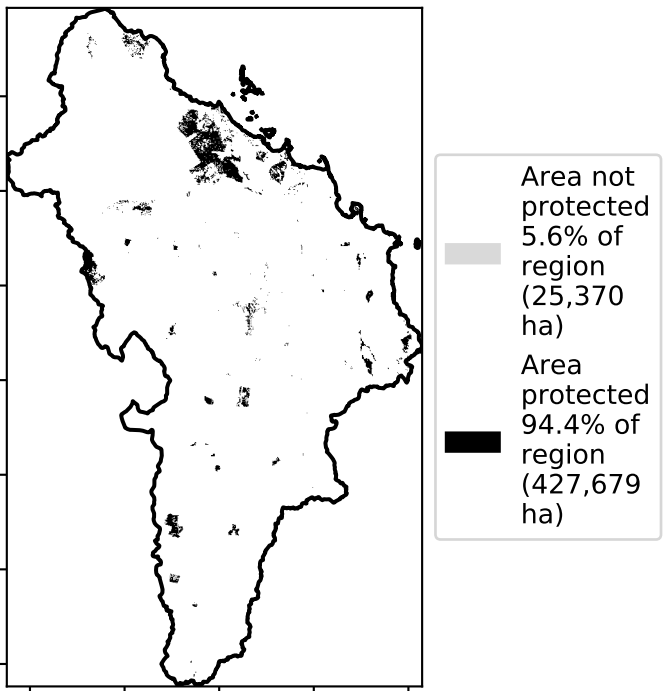 Area not
protected
5.6% of
region
(25,370
ha)
Area
protected
94.4% of
region
(427,679
ha)